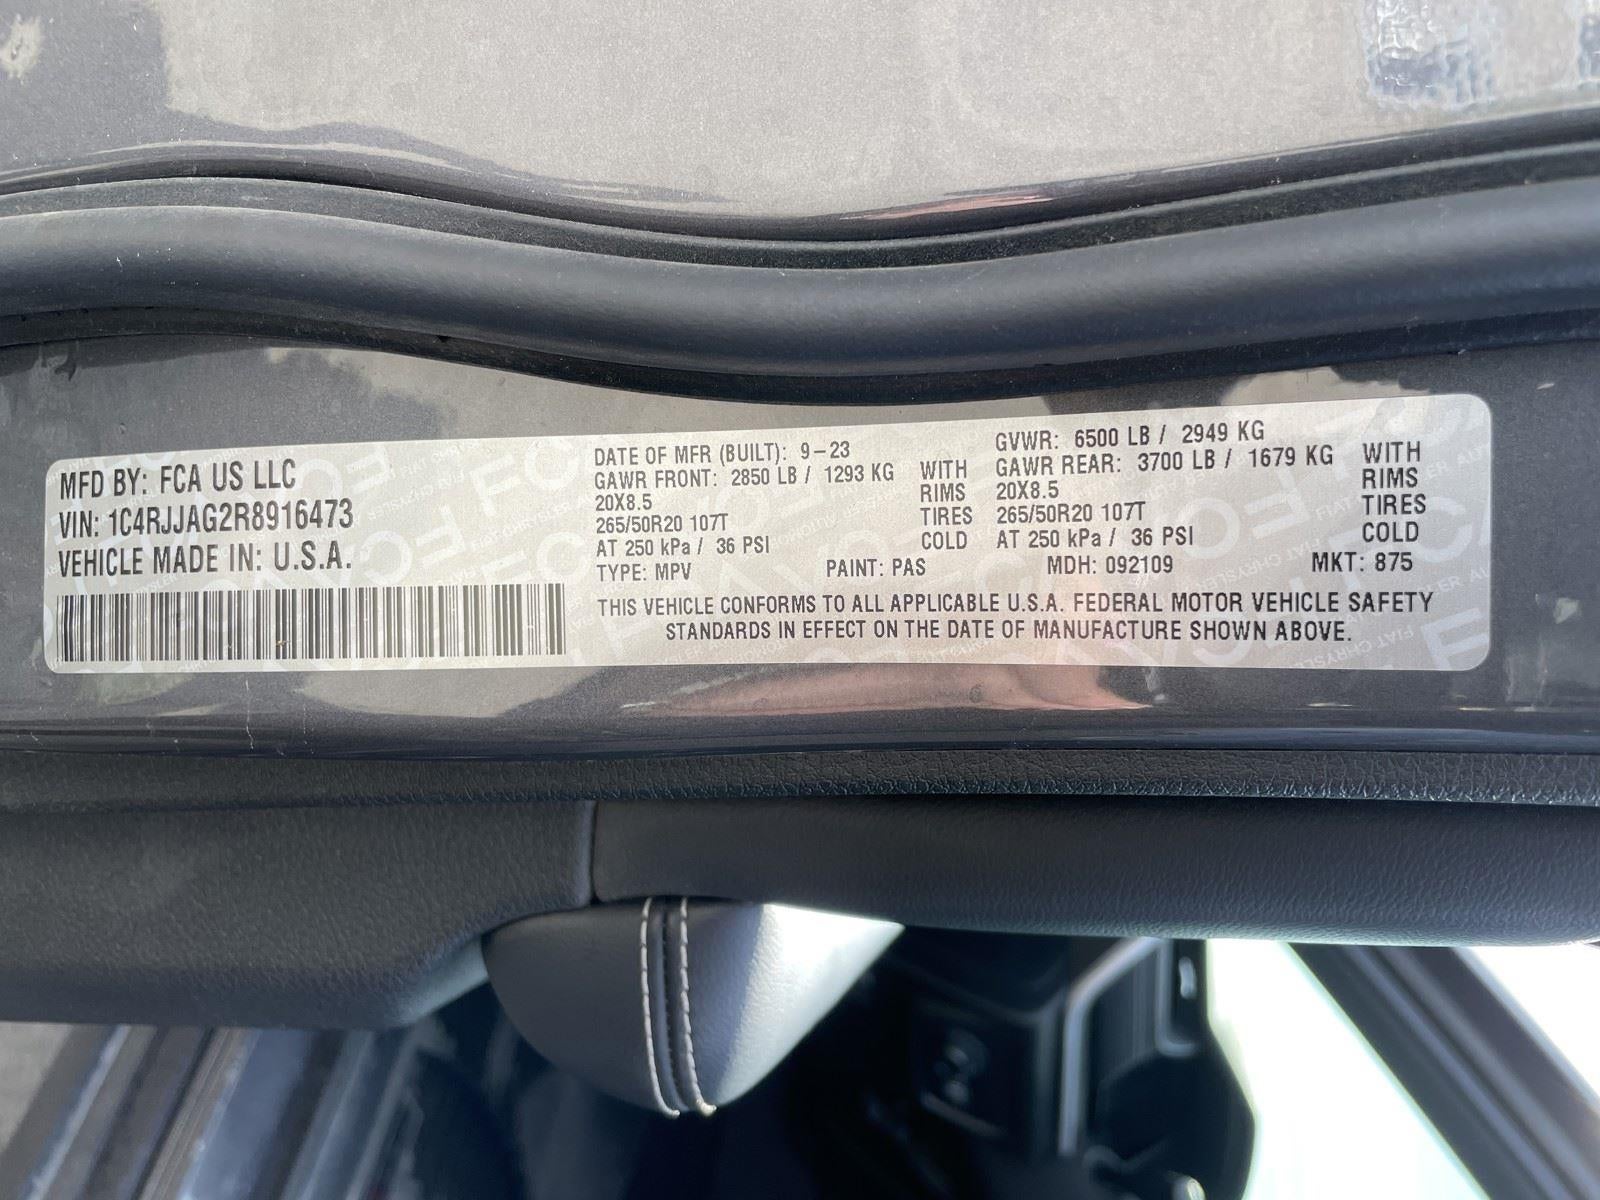 MFD BY: FCA US LLC
VIN: 1C4RJJAG2R8916473
VEHICLE MADE IN: U.S.A.
DATE OF MFR (BUILT): 9-23
GAWR FRONT: 2850 LB / 1293 KG WITH
20X8.5 RIMS
265/50R20 107T TIRES
AT 250 kPa / 36 PSI COLD
GVWR: 6500 LB / 2949 KG
GAWR REAR: 3700 LB / 1679 KG WITH
20X8.5 RIMS
265/50R20 107T TIRES
AT 250 kPa / 36 PSI COLD
TYPE: MPV PAINT: PAS MDH: 092109 MKT: 875
THIS VEHICLE CONFORMS TO ALL APPLICABLE U.S.A. FEDERAL MOTOR VEHICLE SAFETY
STANDARDS IN EFFECT ON THE DATE OF MANUFACTURE SHOWN ABOVE.